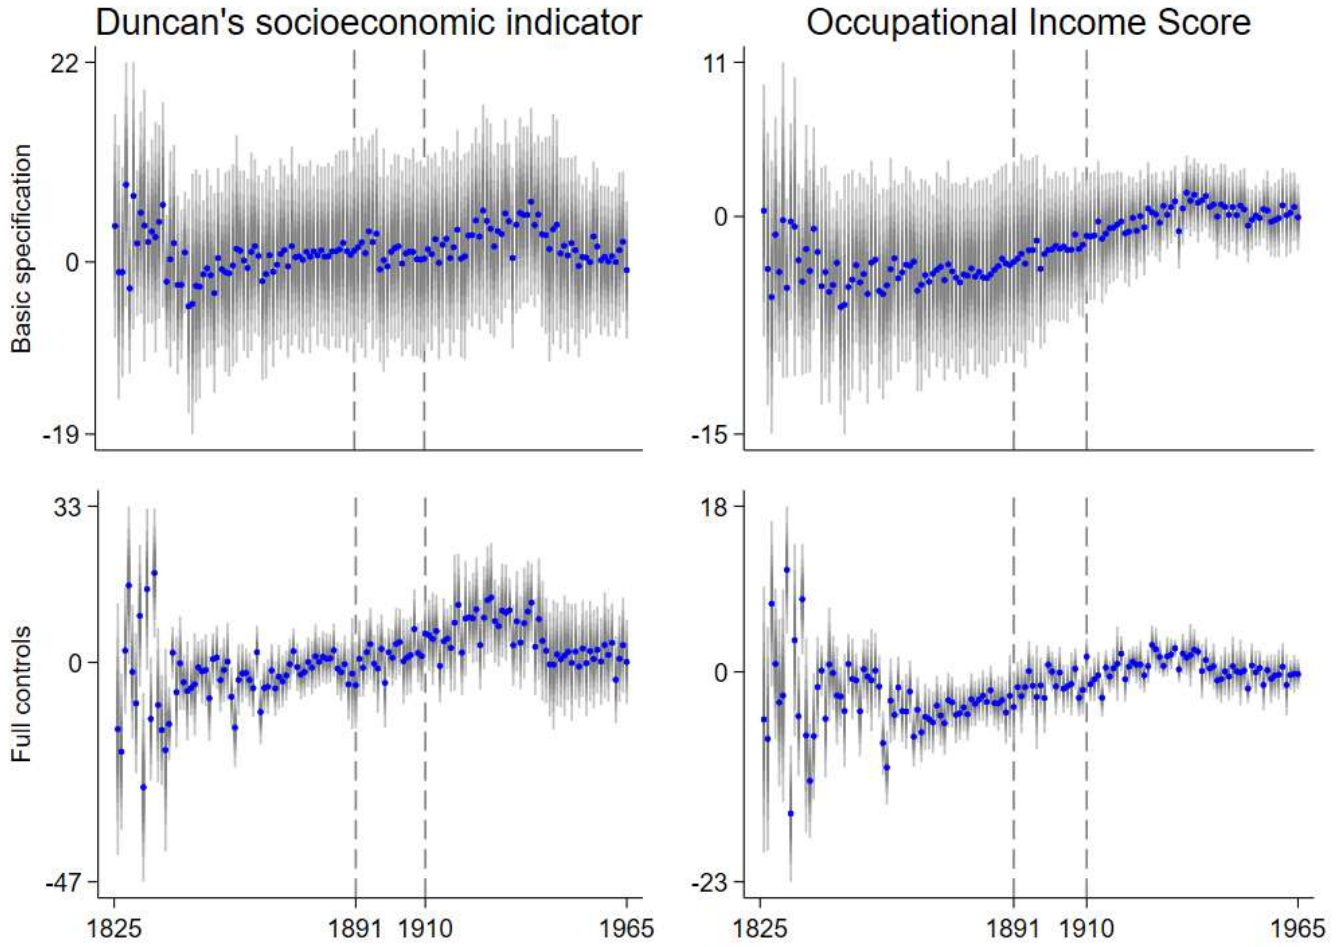 Duncan's socioeconomic indicator
Occupational Income Score
Basic specification
22
0
-19
11
0
-15
Full controls
33
0
-47
18
0
-23
1825 1891 1910 1965
1825 1891 1910 1965